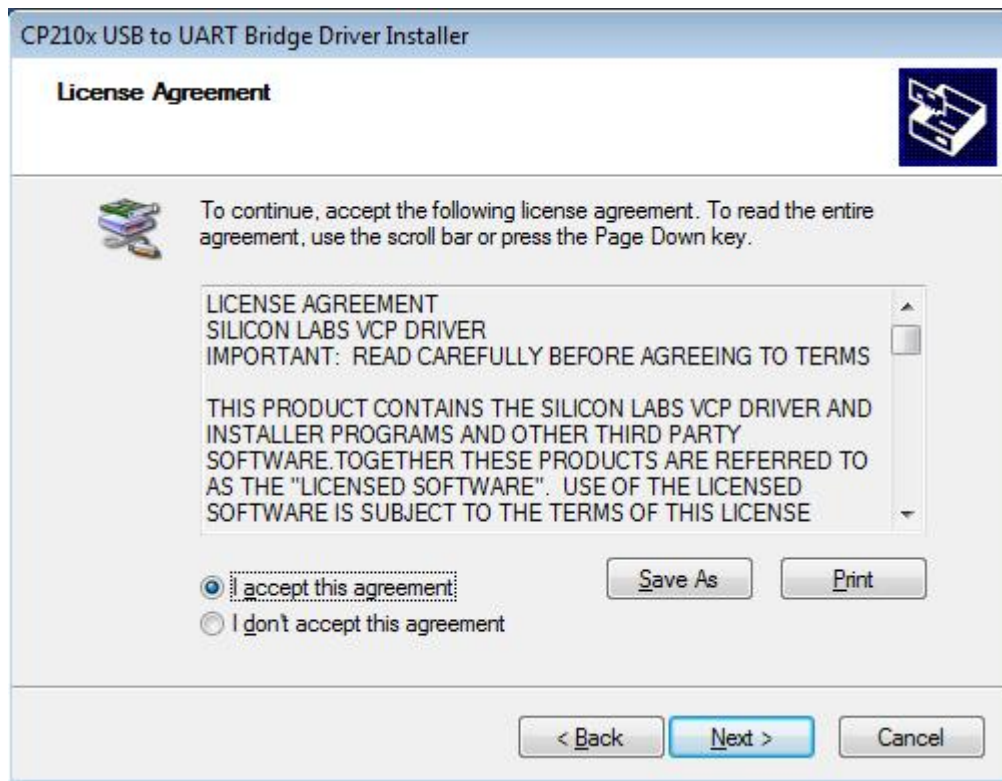 CP210x USB to UART Bridge Driver Installer
License Agreement
To continue, accept the following license agreement. To read the entire
agreement, use the scroll bar or press the Page Down key.
LICENSE AGREEMENT
SILICON LABS VCP DRIVER
IMPORTANT:  READ CAREFULLY BEFORE AGREEING TO TERMS
THIS PRODUCT CONTAINS THE SILICON LABS VCP DRIVER AND
INSTALLER PROGRAMS AND OTHER THIRD PARTY
SOFTWARE.TOGETHER THESE PRODUCTS ARE REFERRED TO
AS THE "LICENSED SOFTWARE".  USE OF THE LICENSED
SOFTWARE IS SUBJECT TO THE TERMS OF THIS LICENSE
I accept this agreement
Save As
Print
I don't accept this agreement
< Back
Next >
Cancel